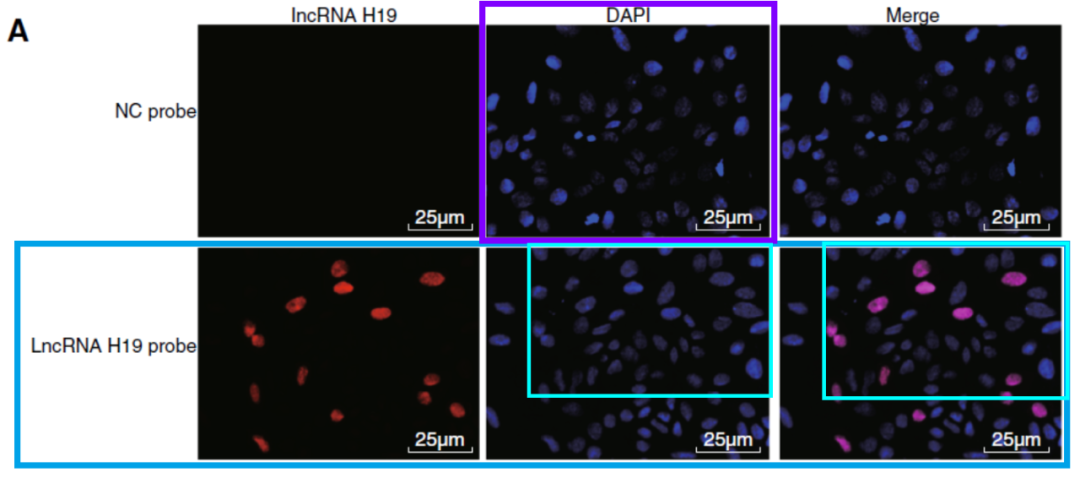 A
lncRNA H19 DAPI Merge
NC probe
25µm 25µm 25µm
LncRNA H19 probe
25µm 25µm 25µm